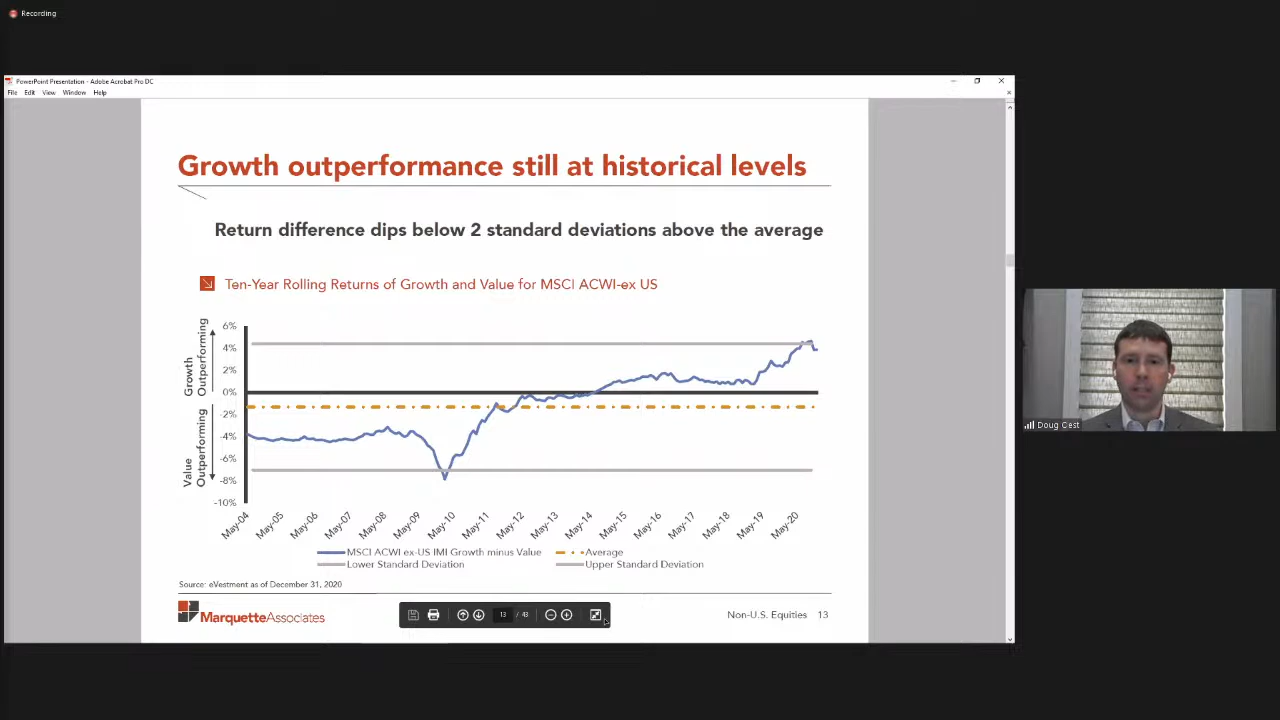 Recording
PowerPoint Presentation - Adobe Acrobat Pro DC
File Edit View Window Help
Growth outperformance still at historical levels
Return difference dips below 2 standard deviations above the average
Ten-Year Rolling Returns of Growth and Value for MSCI ACWI-ex US
Growth
Outperforming
Value
Outperforming
6%
4%
2%
0%
-2%
-4%
-6%
-8%
-10%
May-04
May-05
May-06
May-07
May-08
May-09
May-10
May-11
May-12
May-13
May-14
May-15
May-16
May-17
May-18
May-19
May-20
MSCI ACWI ex-US IMI Growth minus Value
Average
Lower Standard Deviation
Upper Standard Deviation
Source: eVestment as of December 31, 2020
MarquetteAssociates
13 / 43
Non-U.S. Equities 13
Doug Oest